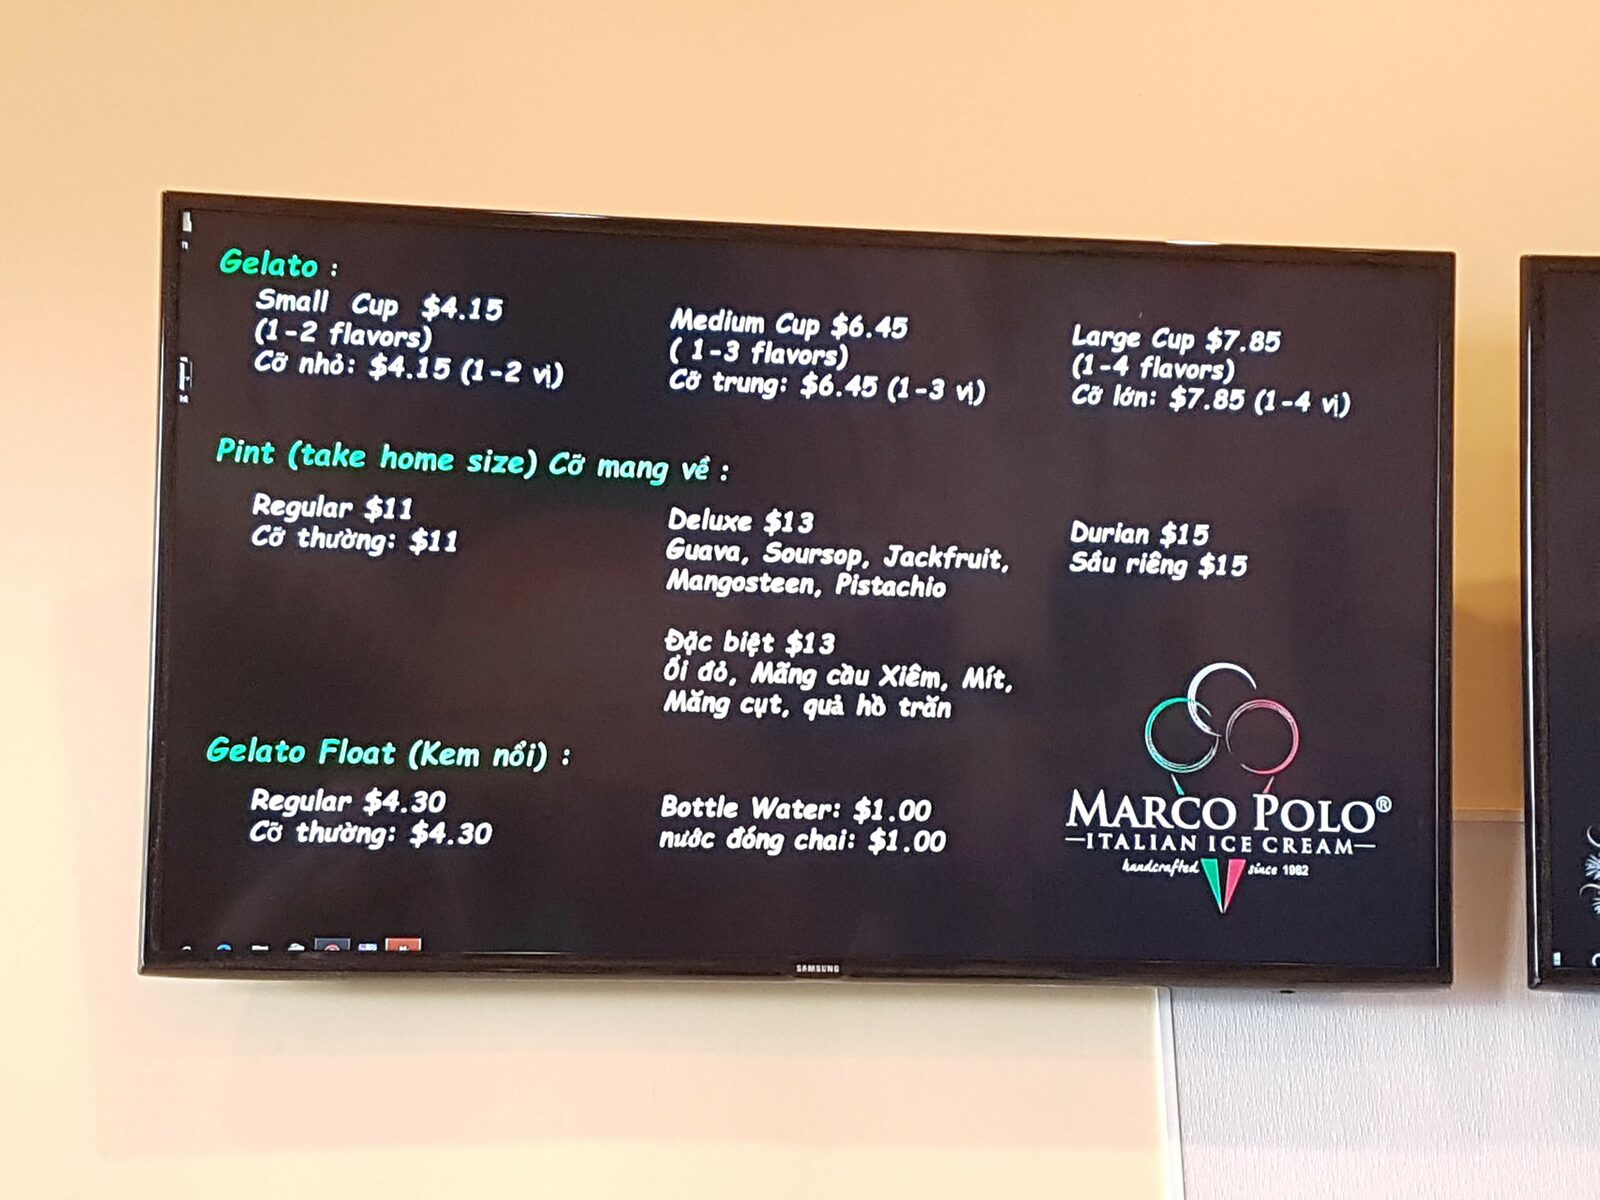 Gelato :
Small Cup $4.15
(1-2 flavors)
Cỡ nhỏ: $4.15 (1-2 vị)
Medium Cup $6.45
( 1-3 flavors)
Cỡ trung: $6.45 (1-3 vị)
Large Cup $7.85
(1-4 flavors)
Cỡ lớn: $7.85 (1-4 vị)
Pint (take home size) Cỡ mang về :
Regular $11
Cỡ thường: $11
Deluxe $13
Guava, Soursop, Jackfruit,
Mangosteen, Pistachio
Đặc biệt $13
Ổi đỏ, Mãng cầu Xiêm, Mít,
Măng cụt, quả hồ trăn
Durian $15
Sầu riêng $15
Gelato Float (Kem nổi) :
Regular $4.30
Cỡ thường: $4.30
Bottle Water: $1.00
nước đóng chai: $1.00
MARCO POLO®
ITALIAN ICE CREAM
handcrafted since 1962
SAMSUNG